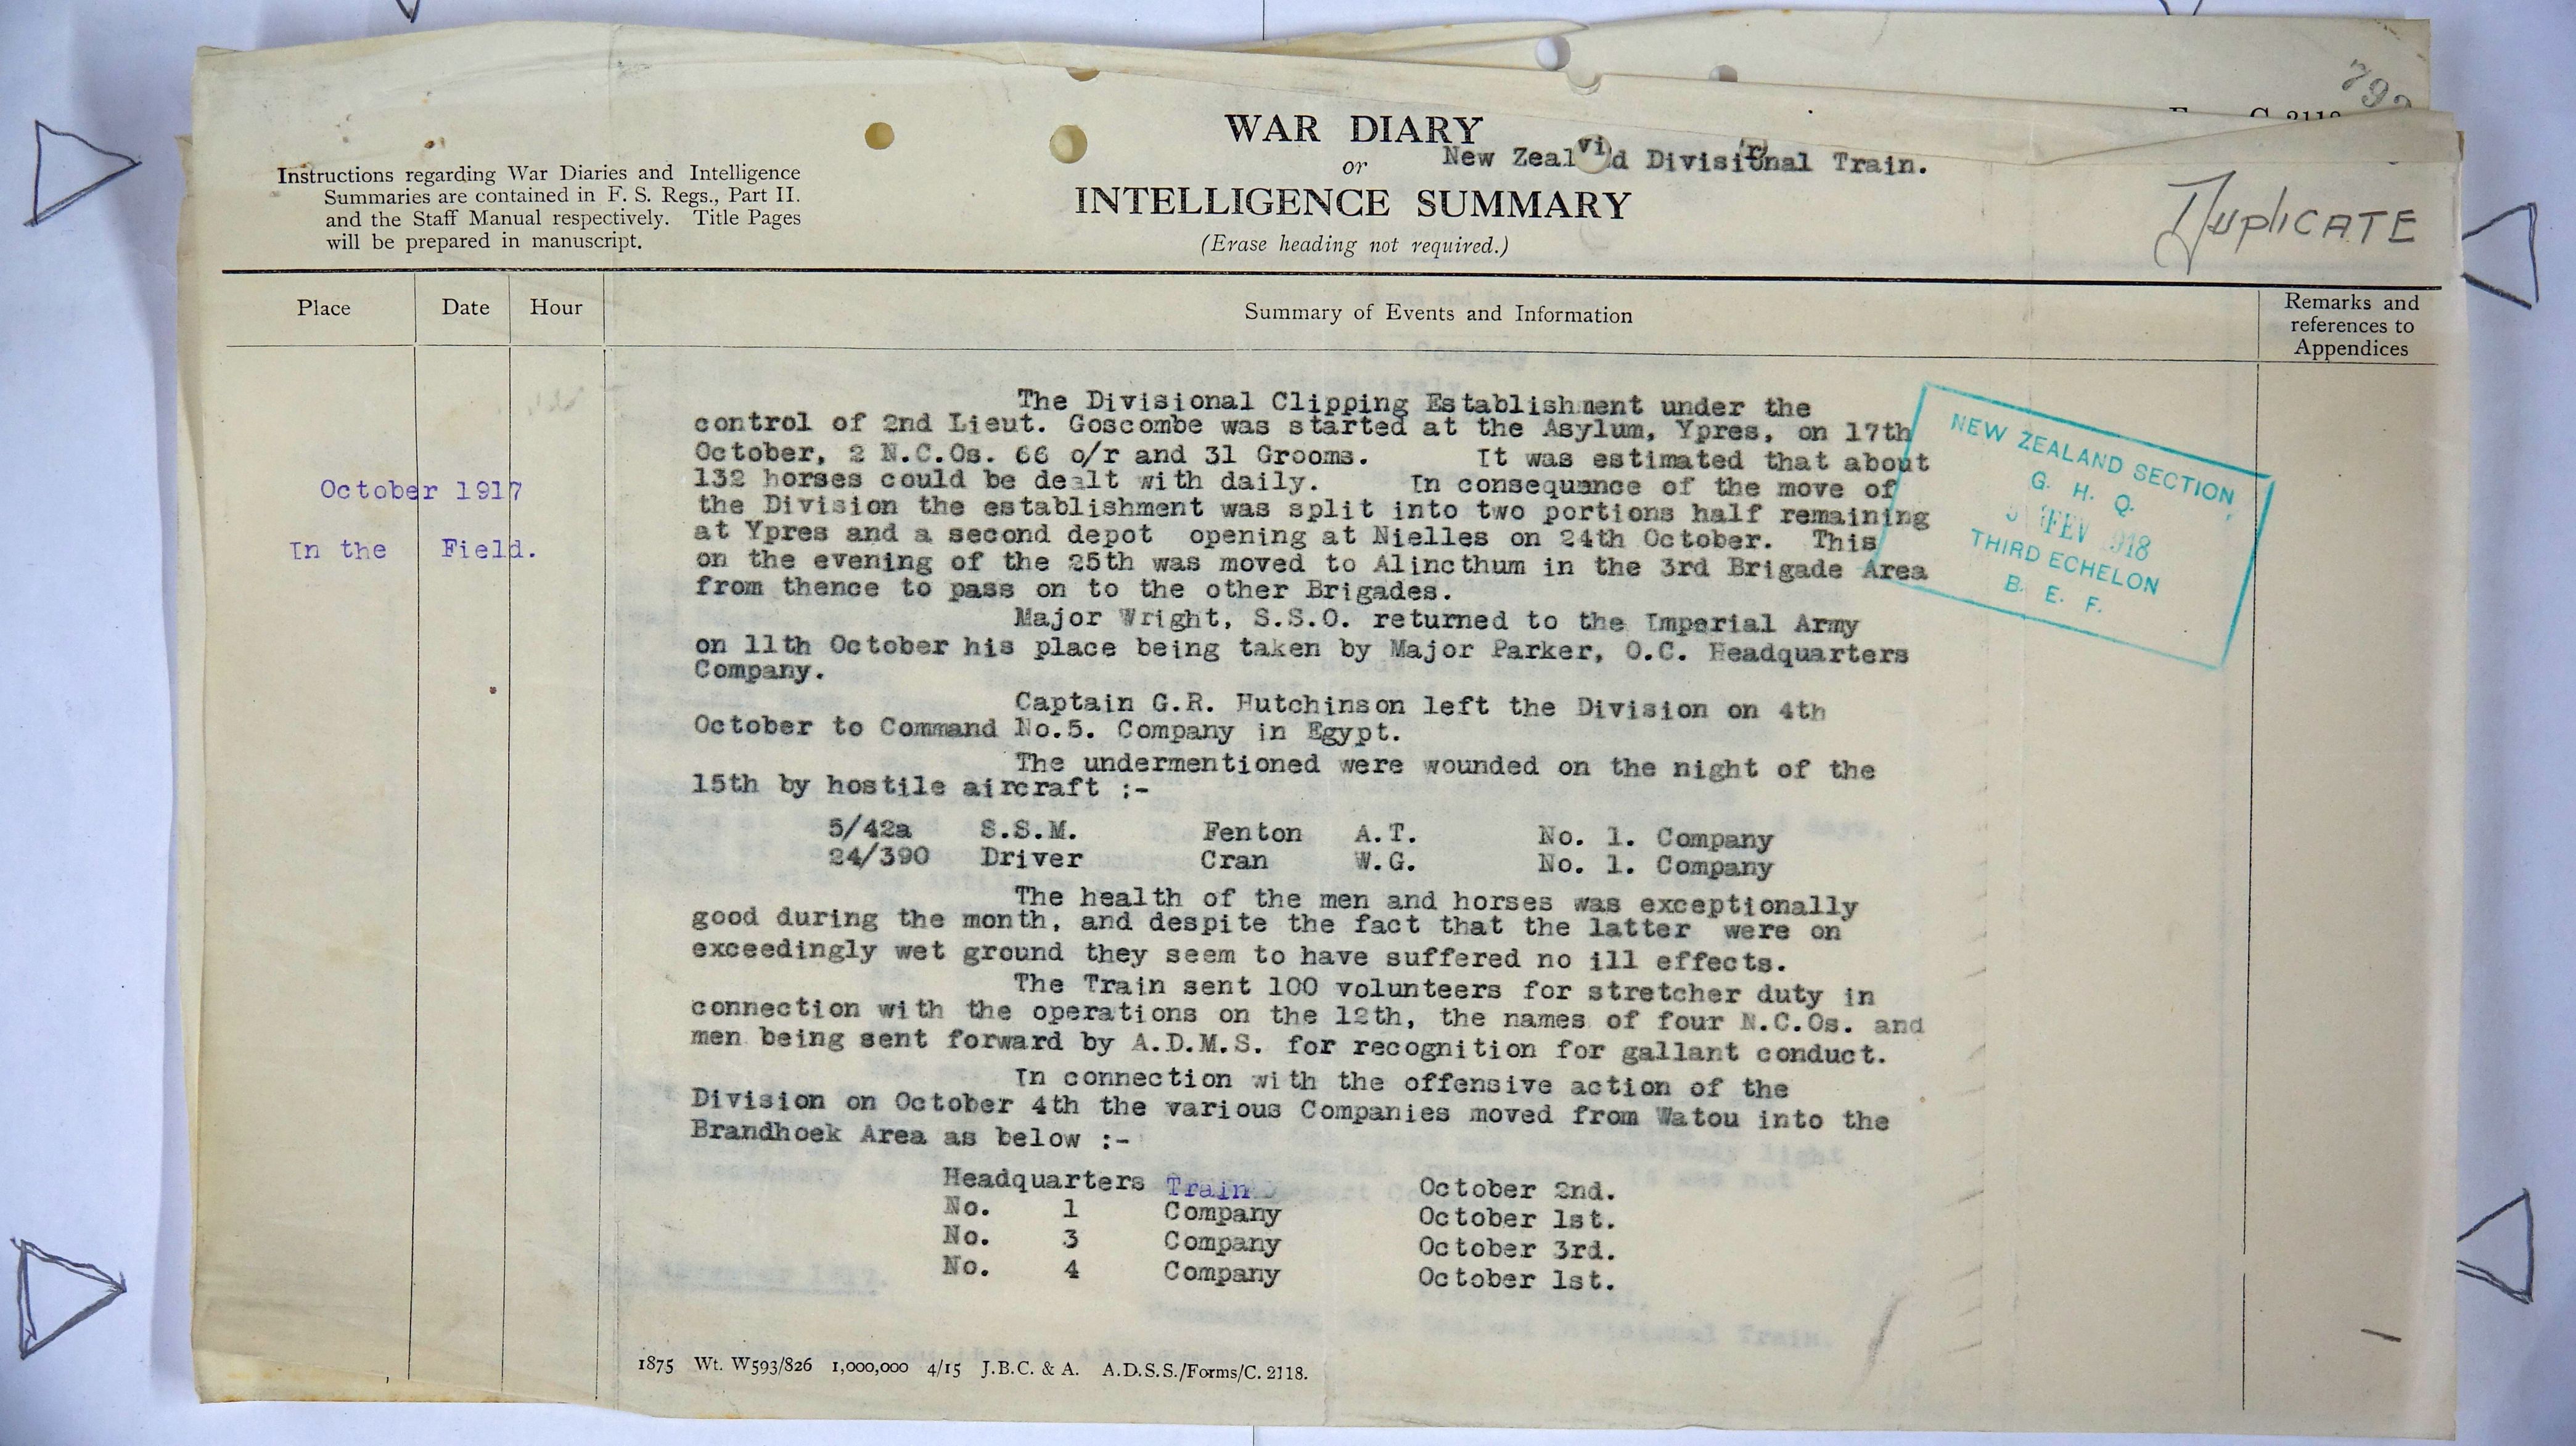 WAR DIARY
or
New Zeal d Divisional Train.
INTELLIGENCE SUMMARY
(Erase heading not required.)
Instructions regarding War Diaries and Intelligence
Summaries are contained in F. S. Regs., Part II.
and the Staff Manual respectively. Title Pages
will be prepared in manuscript.
Duplicate
Place
Date
Hour
Summary of Events and Information
Remarks and
references to
Appendices
October 1917
In the Field.
The Divisional Clipping Establishment under the
control of 2nd Lieut. Goscombe was started at the Asylum, Ypres, on 17th
October, 2 N.C.Os. 66 o/r and 31 Grooms. It was estimated that about
132 horses could be dealt with daily. In consequence of the move of
the Division the establishment was split into two portions half remaining
at Ypres and a second depot opening at Nielles on 24th October. This
on the evening of the 25th was moved to Alincthum in the 3rd Brigade Area
from thence to pass on to the other Brigades.
Major Wright, S.S.O. returned to the Imperial Army
on 11th October his place being taken by Major Parker, O.C. Headquarters
Company.
Captain G.R. Hutchinson left the Division on 4th
October to Command No.5. Company in Egypt.
The undermentioned were wounded on the night of the
15th by hostile aircraft :-
5/42a S.S.M. Fenton A.T. No. 1. Company
24/390 Driver Cran W.G. No. 1. Company
The health of the men and horses was exceptionally
good during the month, and despite the fact that the latter were on
exceedingly wet ground they seem to have suffered no ill effects.
The Train sent 100 volunteers for stretcher duty in
connection with the operations on the 12th, the names of four N.C.Os. and
men being sent forward by A.D.M.S. for recognition for gallant conduct.
In connection with the offensive action of the
Division on October 4th the various Companies moved from Watou into the
Brandhoek Area as below :-
Headquarters Train October 2nd.
No. 1 Company October 1st.
No. 3 Company October 3rd.
No. 4 Company October 1st.
NEW ZEALAND SECTION
G. H. Q.
FEV 1918
THIRD ECHELON
B. E. F.
1875 Wt. W593/826 1,000,000 4/15 J.B.C. & A. A.D.S.S./Forms/C. 2118.